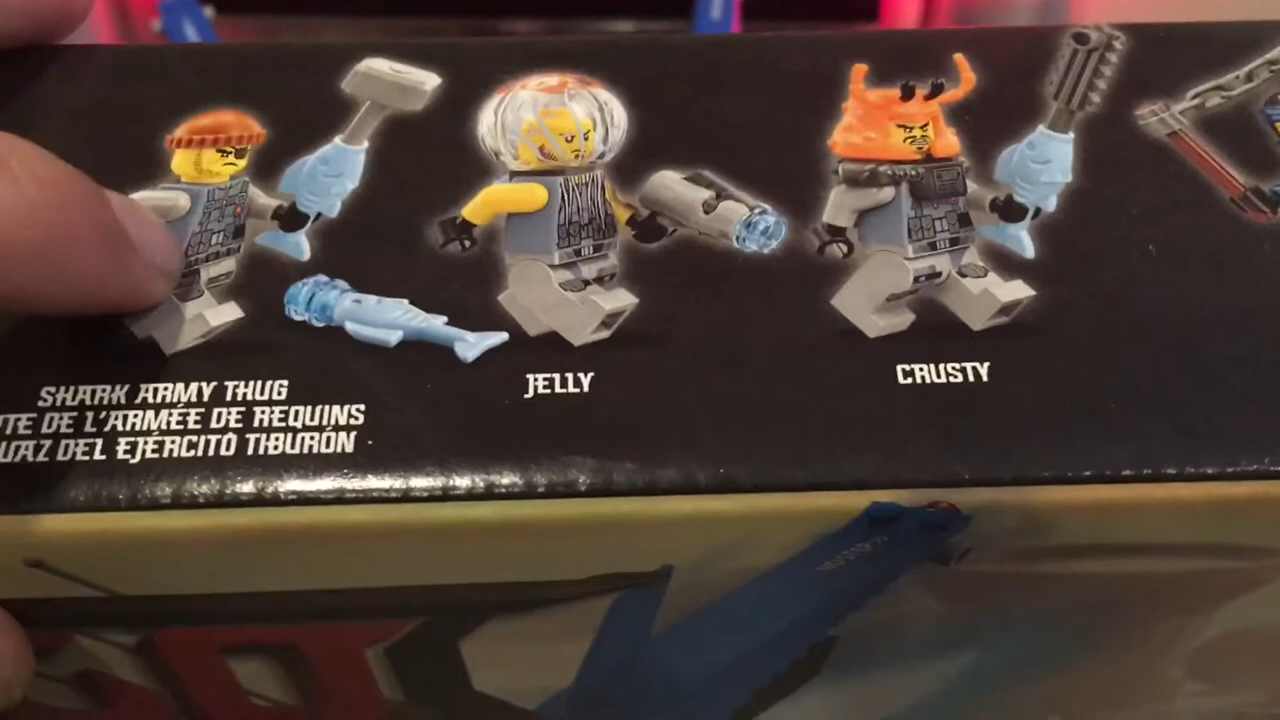 SHARK ARMY THUG
DE L'ARMÉE DE REQUINS
DEL EJÉRCITO TIBURÓN
JELLY
CRUSTY